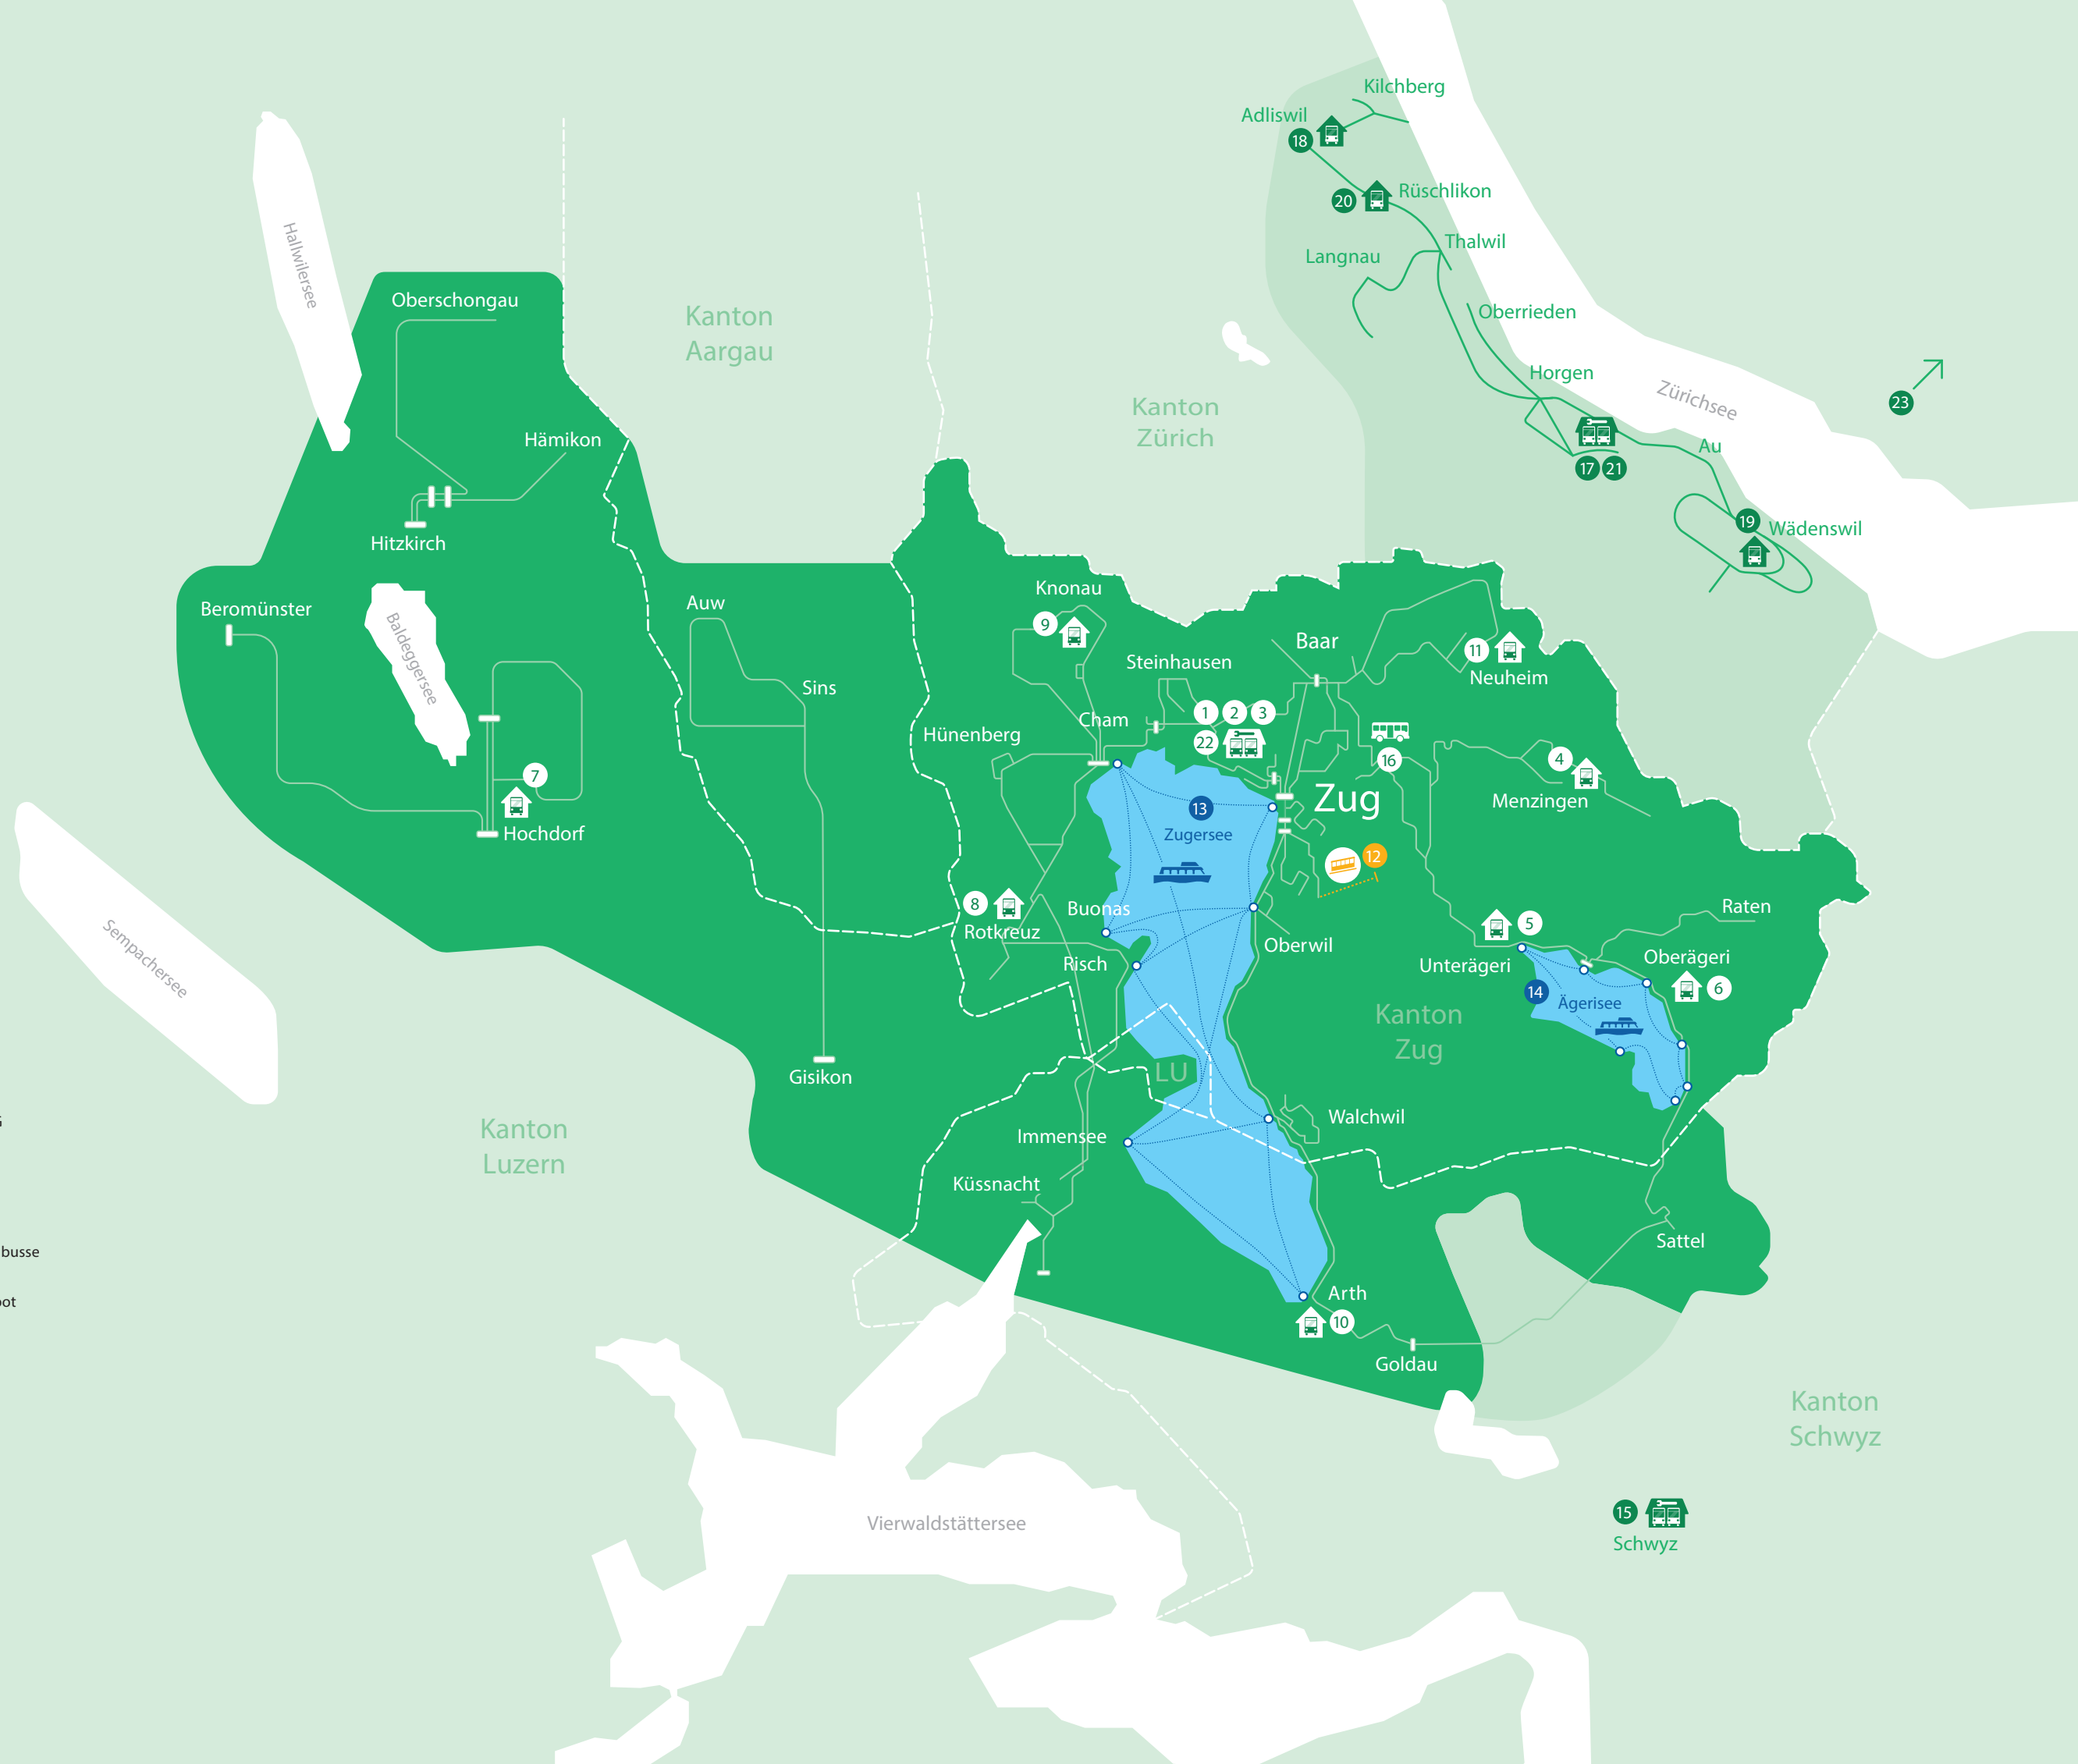 Kilchberg
Adliswil
18
20
Rüschlikon
Thalwil
Langnau
Oberrieden
Horgen
Zürichsee
23
17 21
Au
19
Wädenswil
Hallwilersee
Oberschongau
Kanton
Aargau
Kanton
Zürich
Hämikon
Hitzkirch
Beromünster
Baldeggersee
Auw
Sins
Knonau
9
Steinhausen
Baar
11
Neuheim
Cham
1 2 3
22
Hünenberg
16
4
Menzingen
7
Hochdorf
13
Zugersee
Zug
12
8
Rotkreuz
Buonas
Risch
Oberwil
Raten
5
Unterägeri
Oberägeri
6
14
Ägerisee
Kanton
Zug
Sempachersee
Gisikon
LU
Walchwil
Immensee
Kanton
Luzern
Küssnacht
Sattel
busse
Arth
10
Goldau
Kanton
Schwyz
Vierwaldstättersee
15
Schwyz